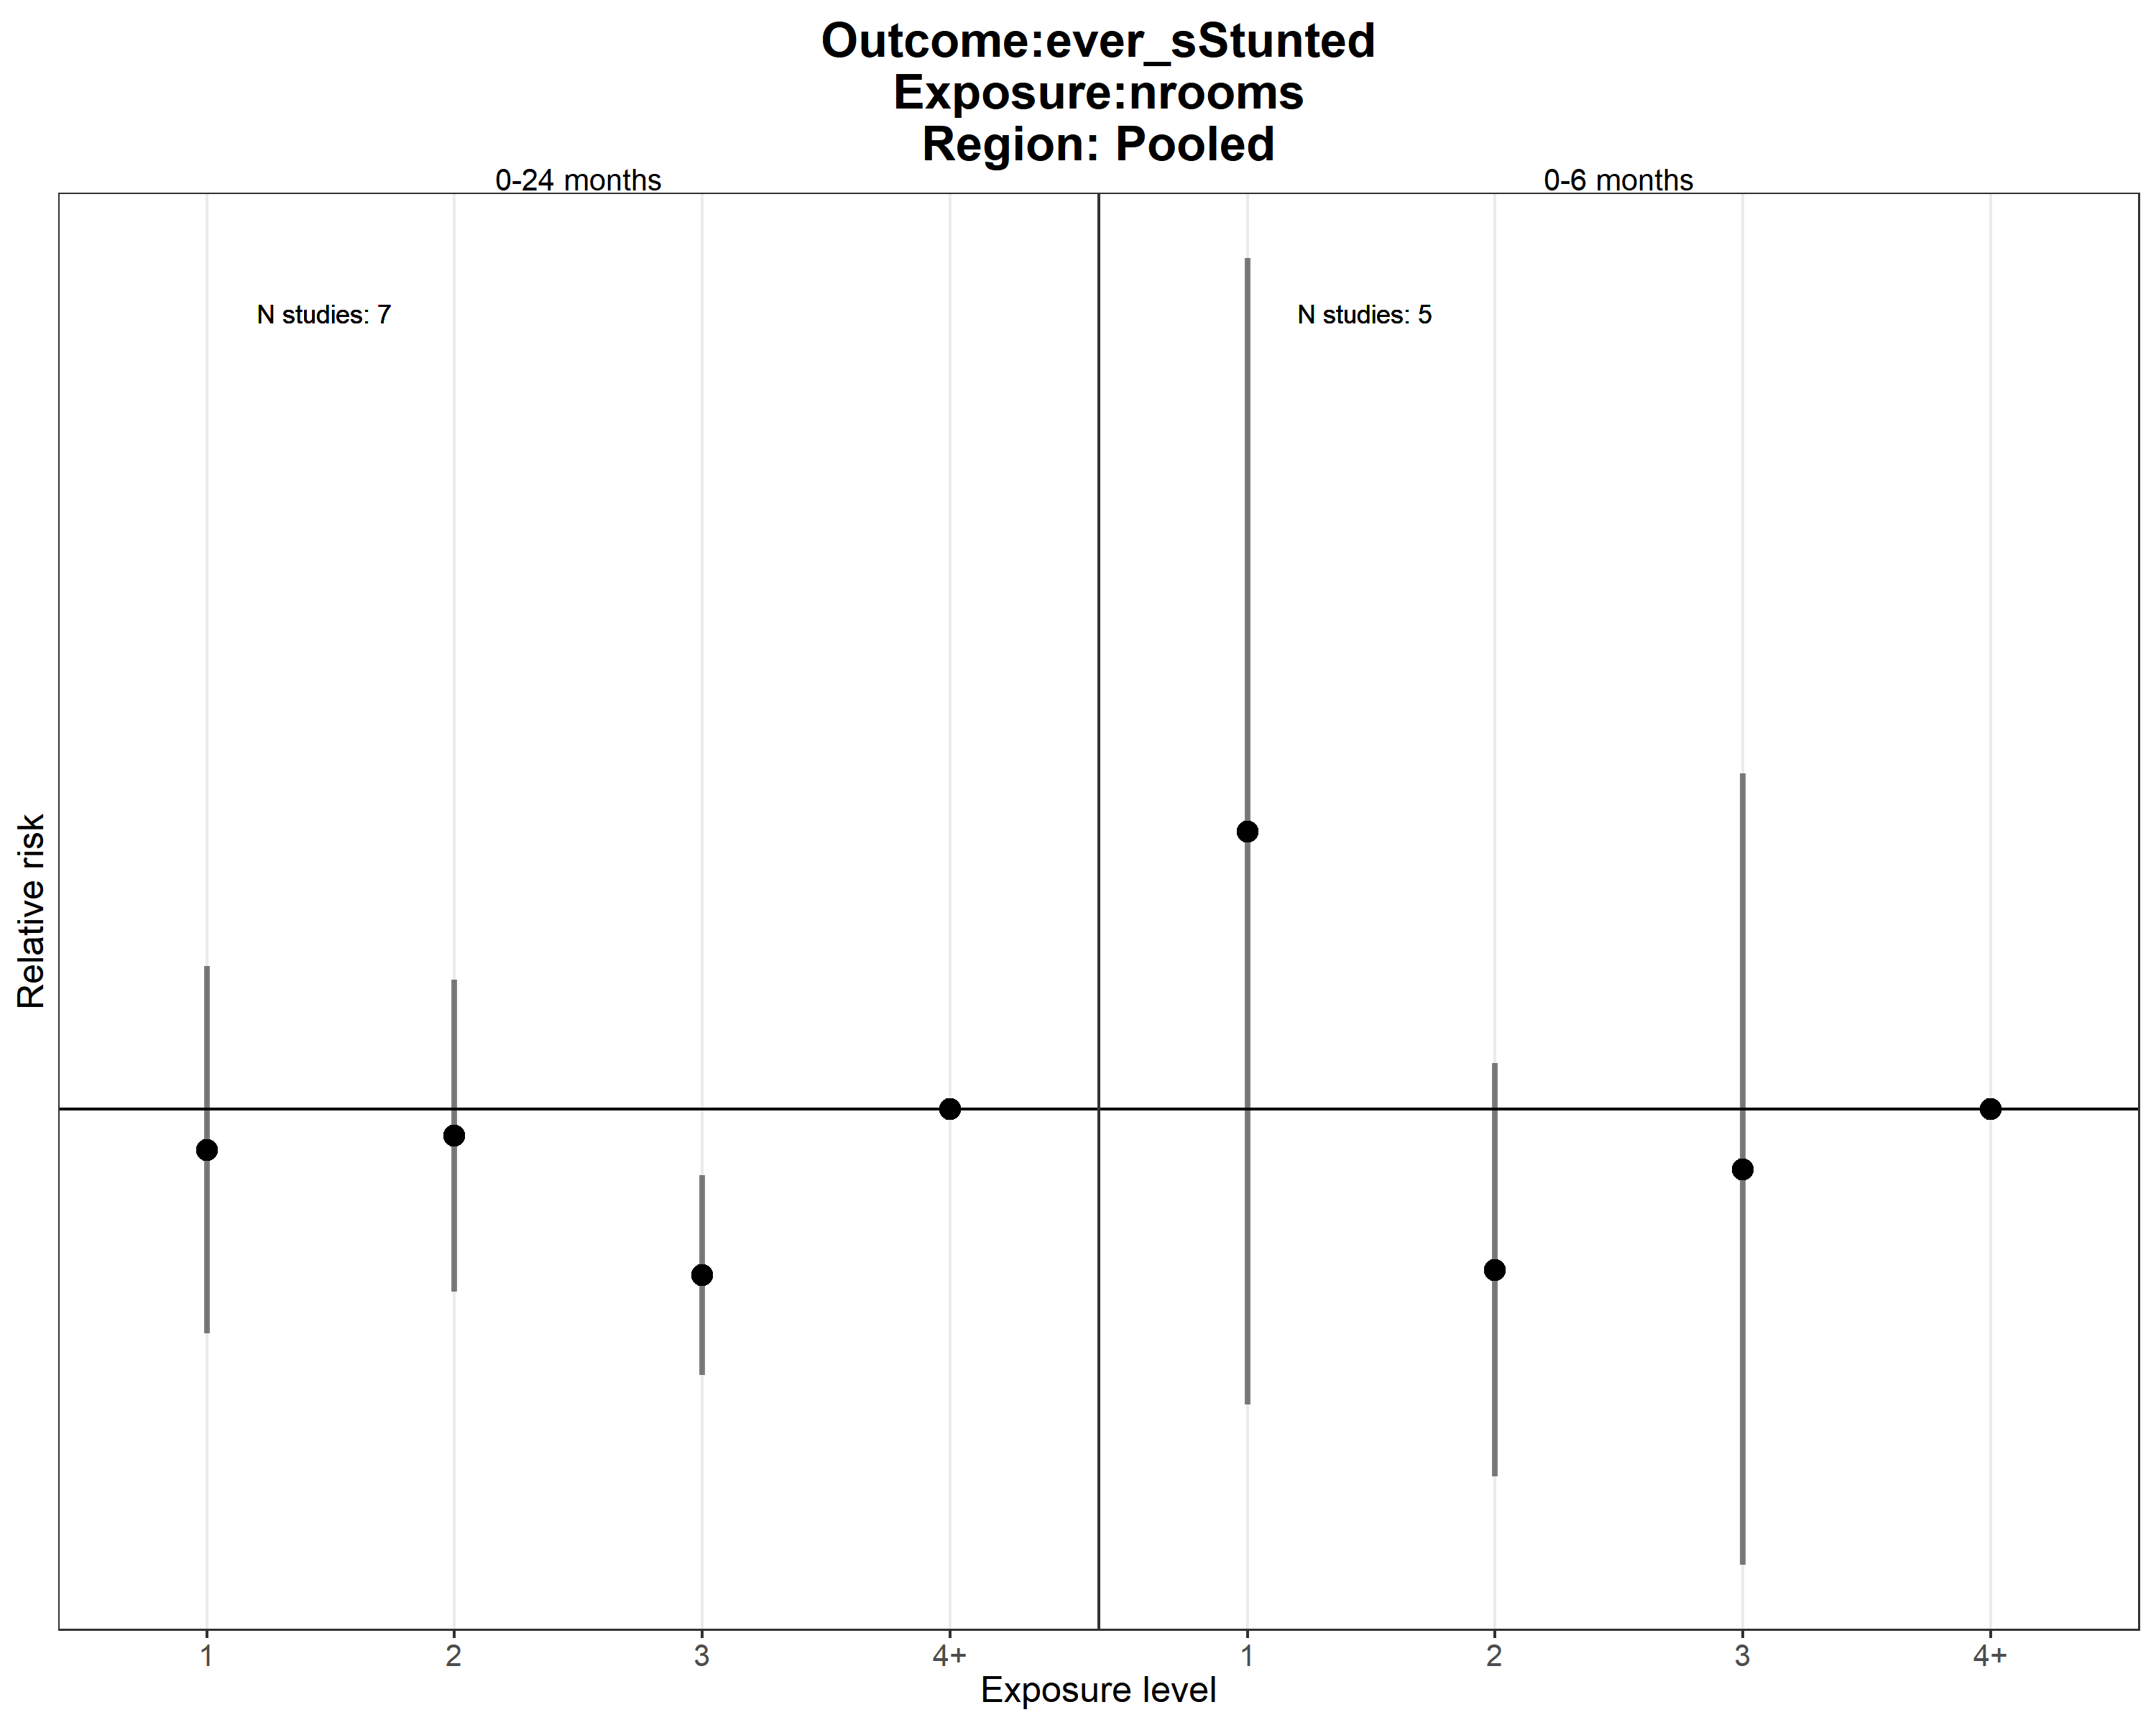 Outcome:ever_sStunted
Exposure:nrooms
Region: Pooled
0-24 months
0-6 months
N studies: 7
N studies: 5
Relative risk
1
2
3
4+
1
2
3
4+
Exposure level